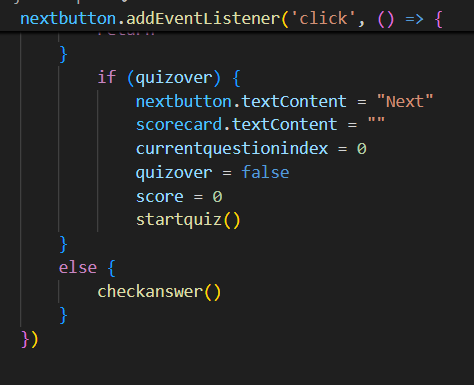 nextbutton.addEventListener('click', () => {
return
}
if (quizover) {
nextbutton.textContent = "Next"
scorecard.textContent = ""
currentquestionindex = 0
quizover = false
score = 0
startquiz()
}
else {
checkanswer()
}
})